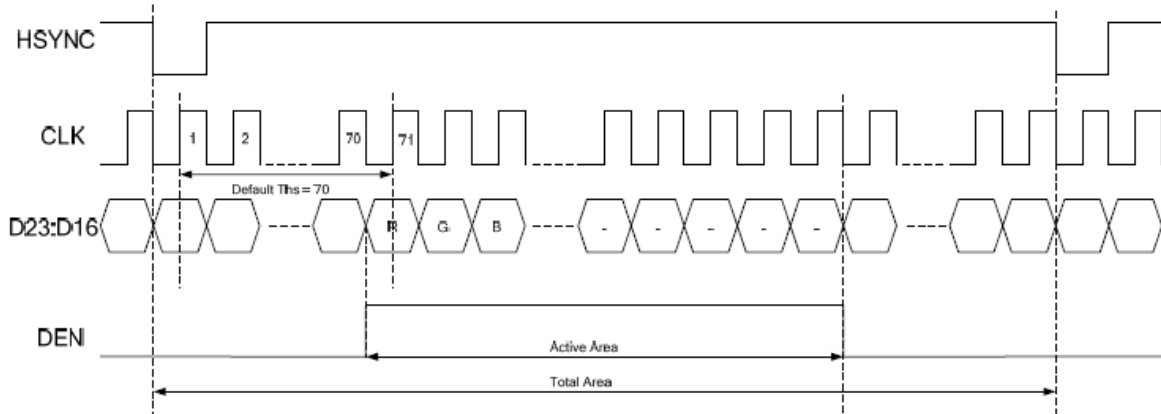 HSYNC
CLK
1
2
70
71
Default Ths = 70
D23:D16
R
G
B
-
-
-
-
-
DEN
Active Area
Total Area